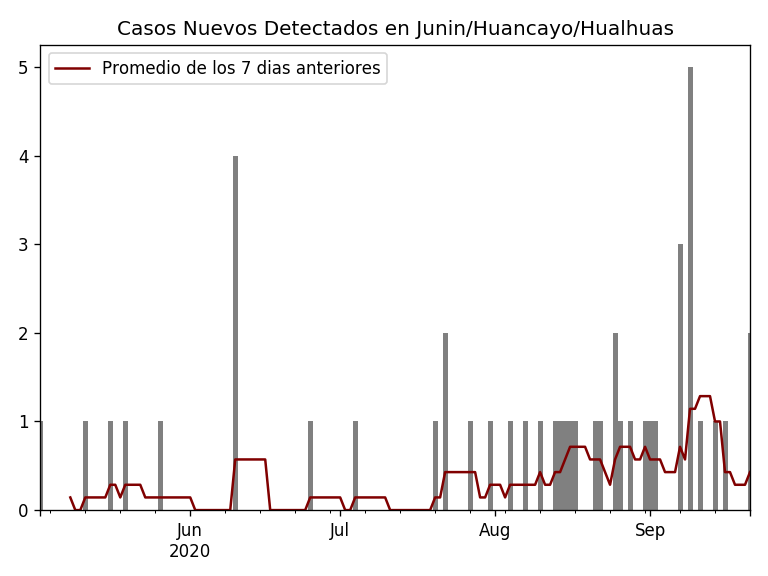 Casos Nuevos Detectados en Junin/Huancayo/Hualhuas
Promedio de los 7 dias anteriores
5
4
3
2
1
0
Jun Jul Aug Sep
2020